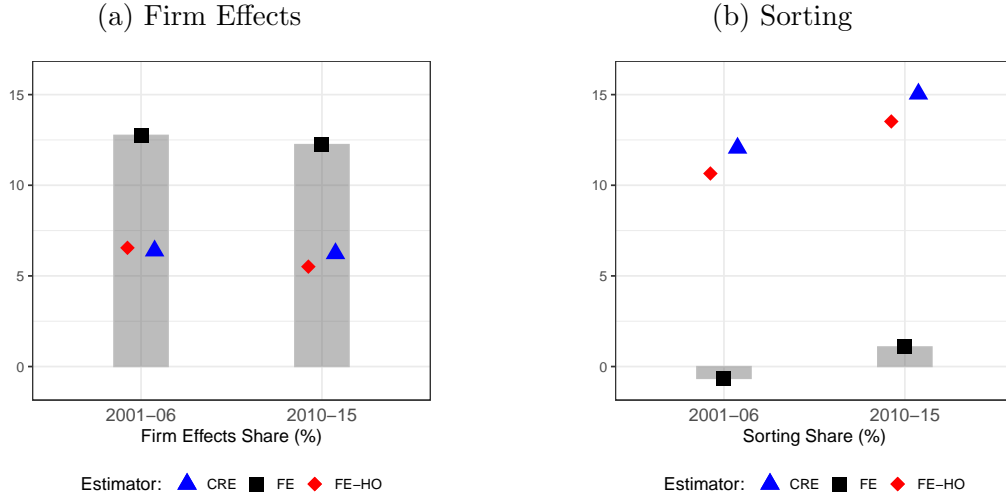 (a) Firm Effects
15
10
5
0
2001−06 2010−15
Firm Effects Share (%)
Estimator: CRE FE FE−HO
(b) Sorting
15
10
5
0
2001−06 2010−15
Sorting Share (%)
Estimator: CRE FE FE−HO